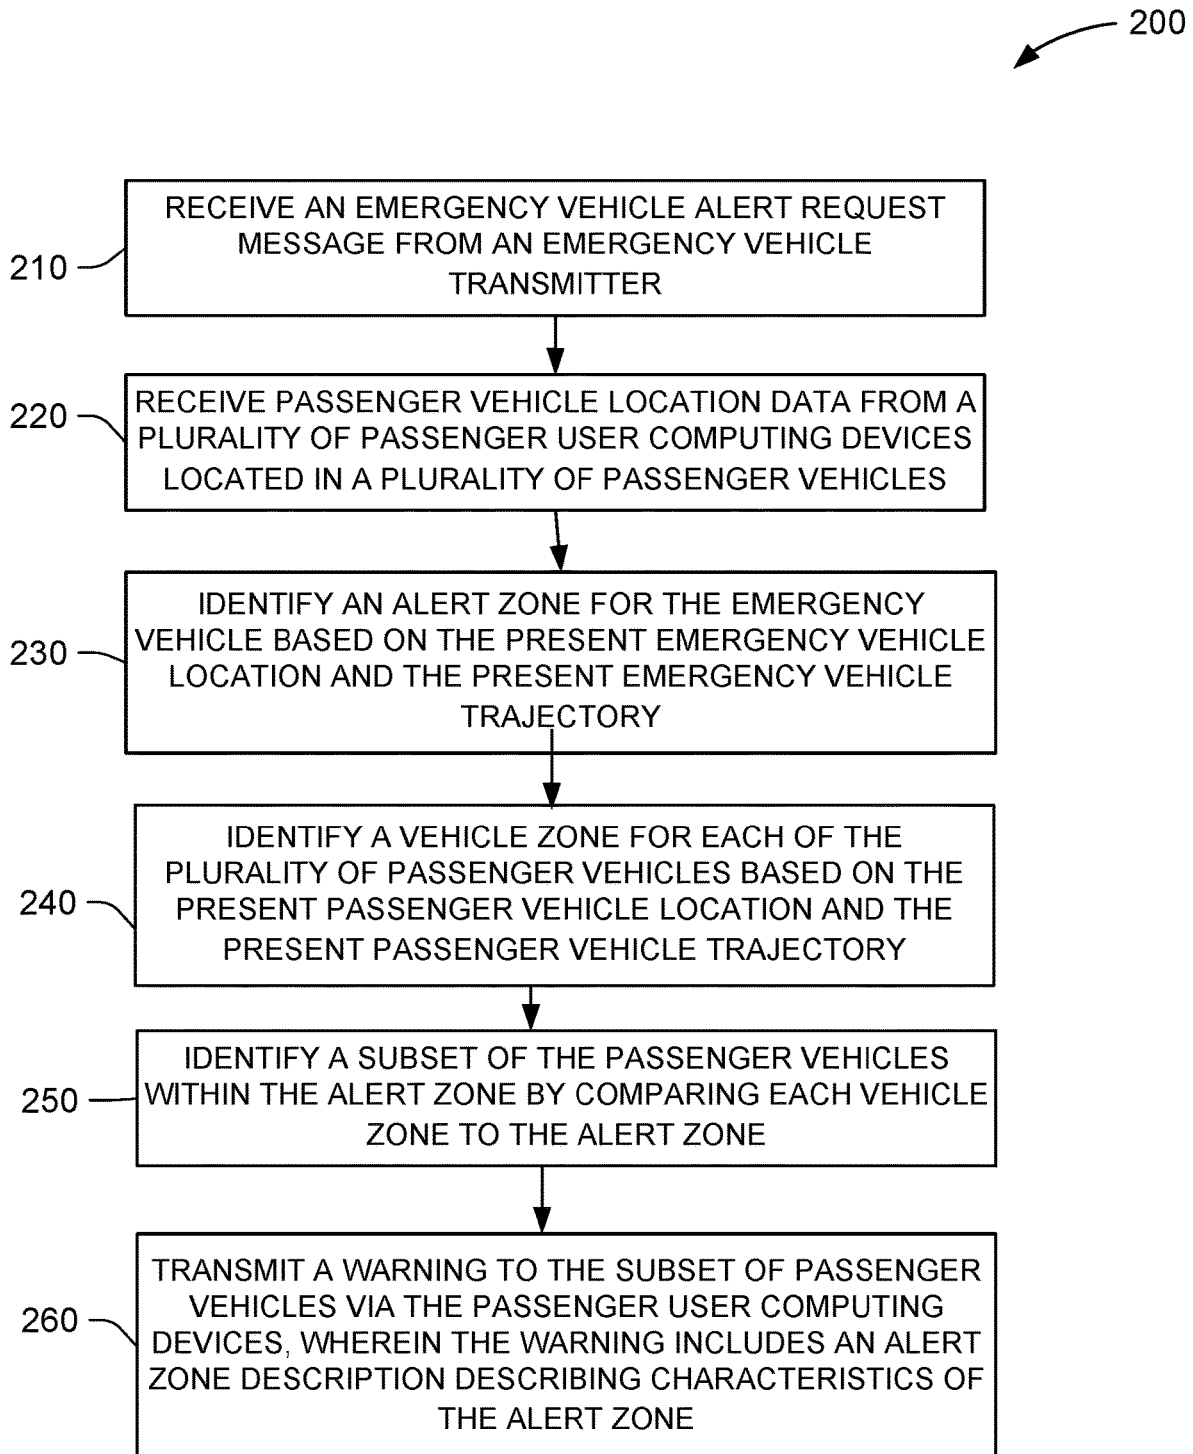 200
210
RECEIVE AN EMERGENCY VEHICLE ALERT REQUEST
MESSAGE FROM AN EMERGENCY VEHICLE
TRANSMITTER
220
RECEIVE PASSENGER VEHICLE LOCATION DATA FROM A
PLURALITY OF PASSENGER USER COMPUTING DEVICES
LOCATED IN A PLURALITY OF PASSENGER VEHICLES
230
IDENTIFY AN ALERT ZONE FOR THE EMERGENCY
VEHICLE BASED ON THE PRESENT EMERGENCY VEHICLE
LOCATION AND THE PRESENT EMERGENCY VEHICLE
TRAJECTORY
240
IDENTIFY A VEHICLE ZONE FOR EACH OF THE
PLURALITY OF PASSENGER VEHICLES BASED ON THE
PRESENT PASSENGER VEHICLE LOCATION AND THE
PRESENT PASSENGER VEHICLE TRAJECTORY
250
IDENTIFY A SUBSET OF THE PASSENGER VEHICLES
WITHIN THE ALERT ZONE BY COMPARING EACH VEHICLE
ZONE TO THE ALERT ZONE
260
TRANSMIT A WARNING TO THE SUBSET OF PASSENGER
VEHICLES VIA THE PASSENGER USER COMPUTING
DEVICES, WHEREIN THE WARNING INCLUDES AN ALERT
ZONE DESCRIPTION DESCRIBING CHARACTERISTICS OF
THE ALERT ZONE